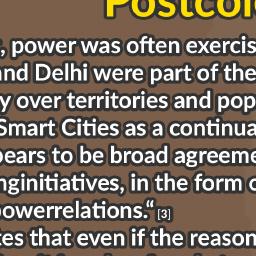 Postcol
, power was often exercis
and Delhi were part of the
y over territories and pop
Smart Cities as a continua
pears to be broad agreeme
nginitiatives, in the form o
powerrelations.“ [3]
tes that even if the reason